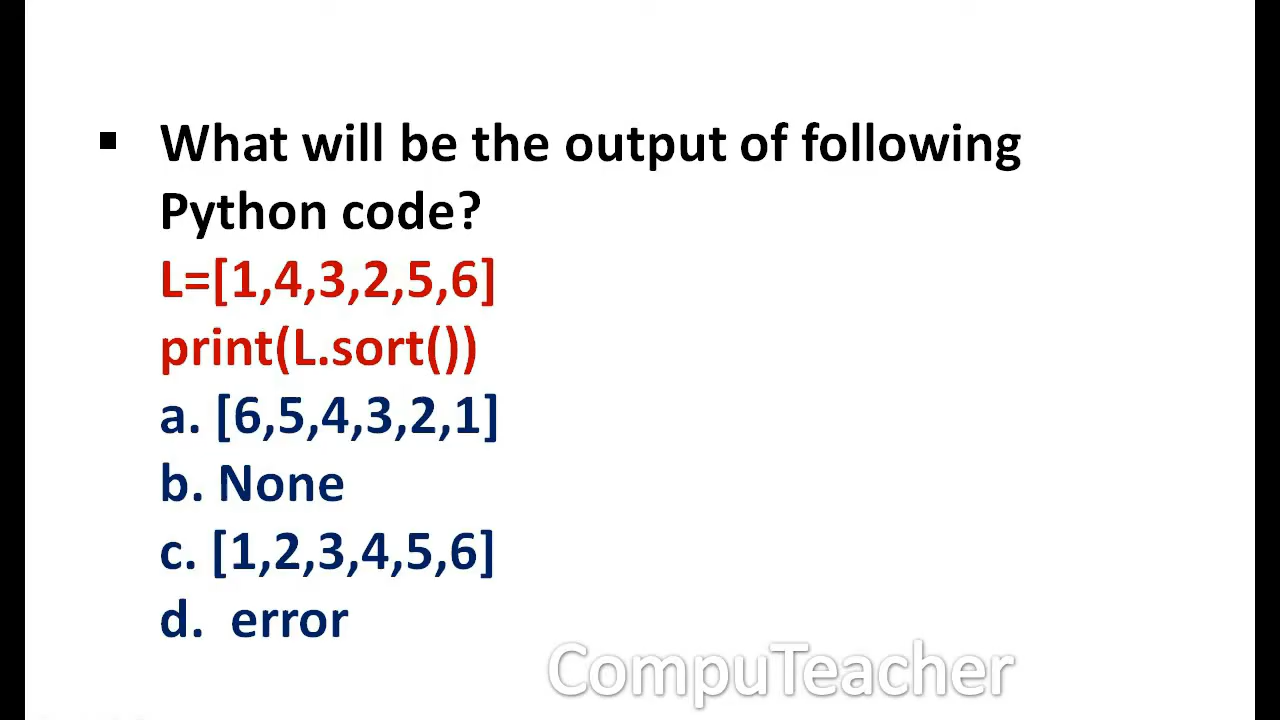 ▪ What will be the output of following
Python code?
L=[1,4,3,2,5,6]
print(L.sort())
a. [6,5,4,3,2,1]
b. None
c. [1,2,3,4,5,6]
d. error
CompuTeacher